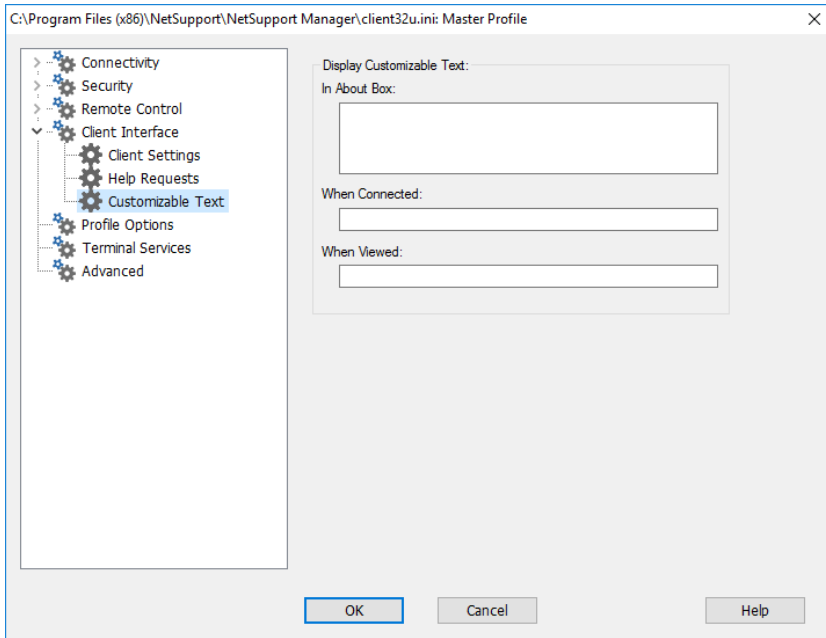 C:\Program Files (x86)\NetSupport\NetSupport Manager\client32u.ini: Master Profile
Connectivity
Security
Remote Control
Client Interface
Client Settings
Help Requests
Customizable Text
Profile Options
Terminal Services
Advanced
Display Customizable Text:
In About Box:
When Connected:
When Viewed:
OK
Cancel
Help